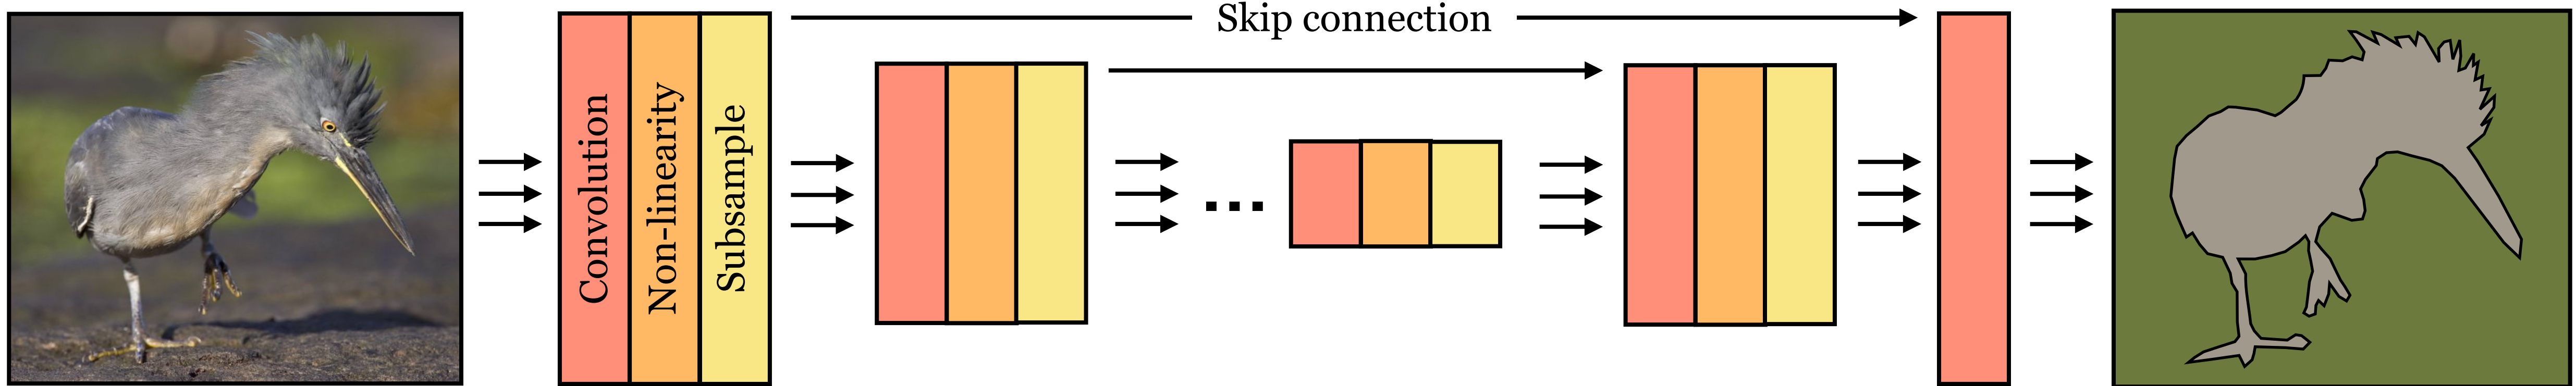 Skip connection
Convolution
Non-linearity
Subsample
...